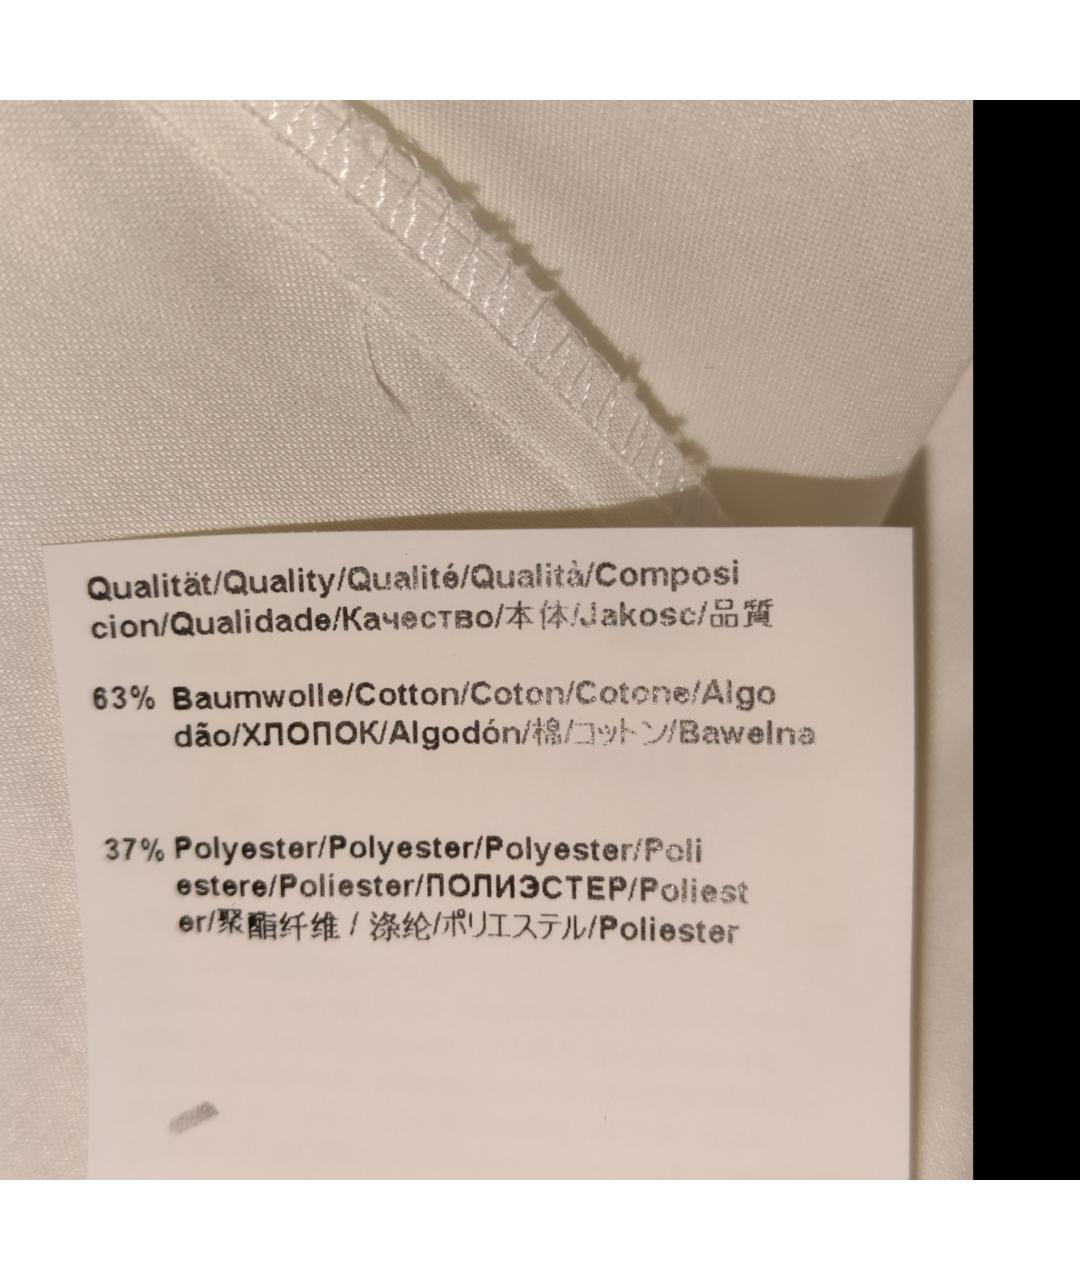 Qualität/Quality/Qualité/Qualità/Composi
cion/Qualidade/Качество/本体/Jakosc/品質
63% Baumwolle/Cotton/Coton/Cotone/Algo
dão/ХЛОПОК/Algodón/棉/コットン/Bawelna
37% Polyester/Polyester/Polyester/Poli
estere/Poliester/ПОЛИЭСТЕР/Poliest
er/聚酯纤维 / 涤纶/ポリエステル/Poliester